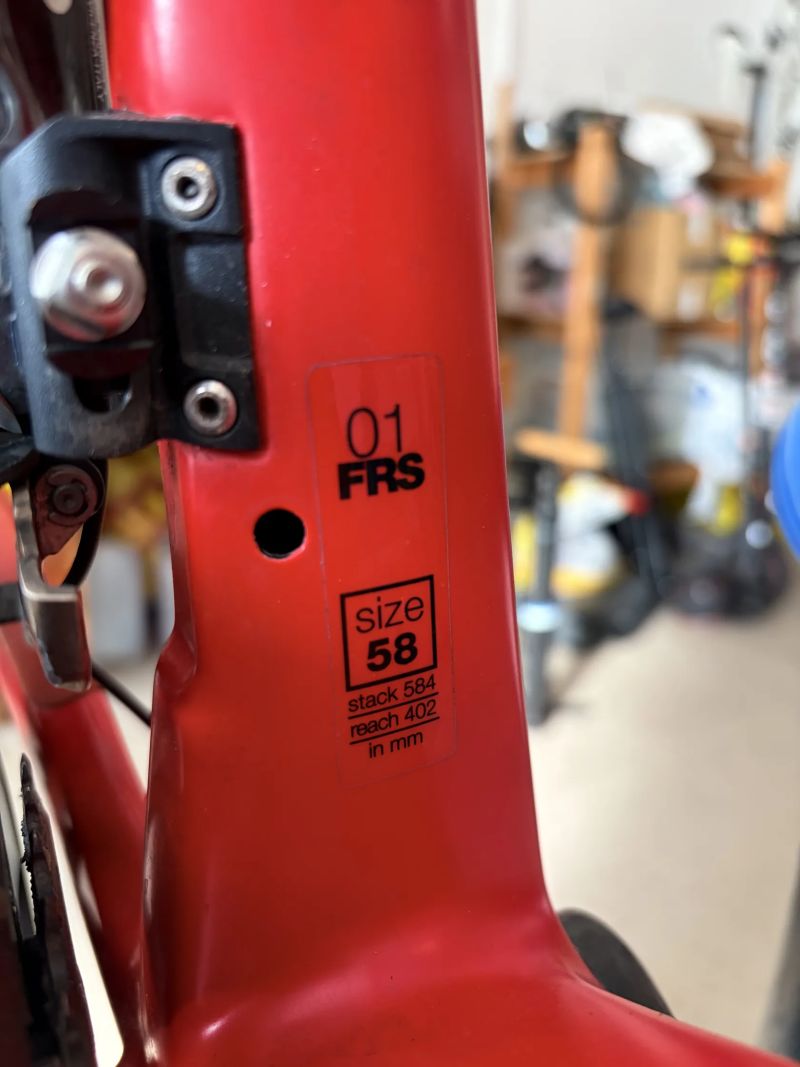 01
FRS
size
58
stack 584
reach 402
in mm